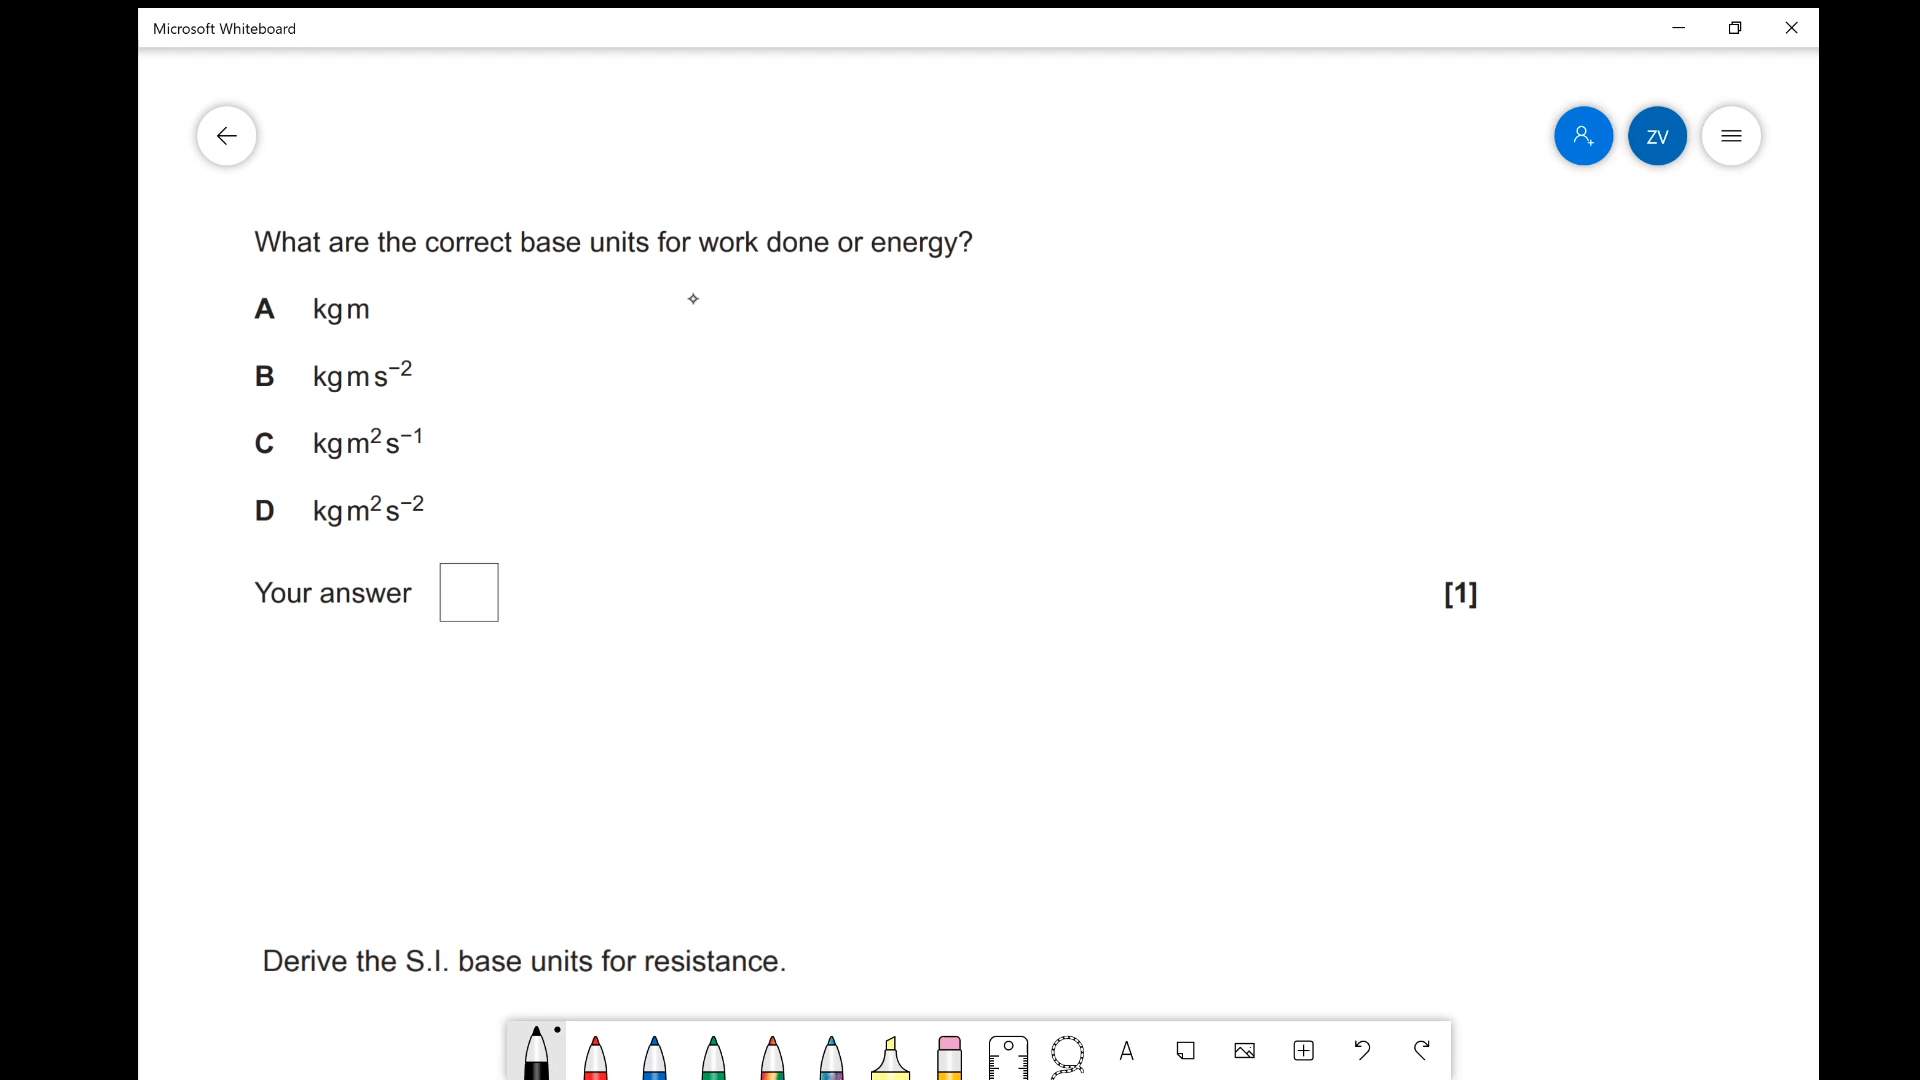 Microsoft Whiteboard
ZV
What are the correct base units for work done or energy?
A kg m
B kg m s⁻²
C kg m² s⁻¹
D kg m² s⁻²
Your answer [1]
Derive the S.I. base units for resistance.